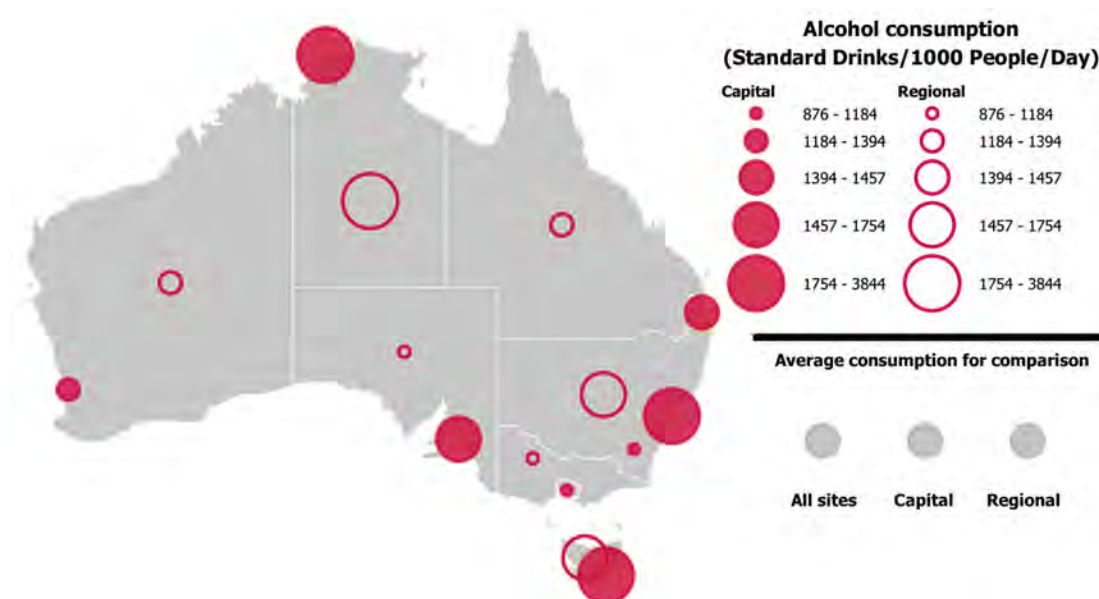 Alcohol consumption
(Standard Drinks/1000 People/Day)
Capital Regional
876 - 1184 876 - 1184
1184 - 1394 1184 - 1394
1394 - 1457 1394 - 1457
1457 - 1754 1457 - 1754
1754 - 3844 1754 - 3844
Average consumption for comparison
All sites Capital Regional